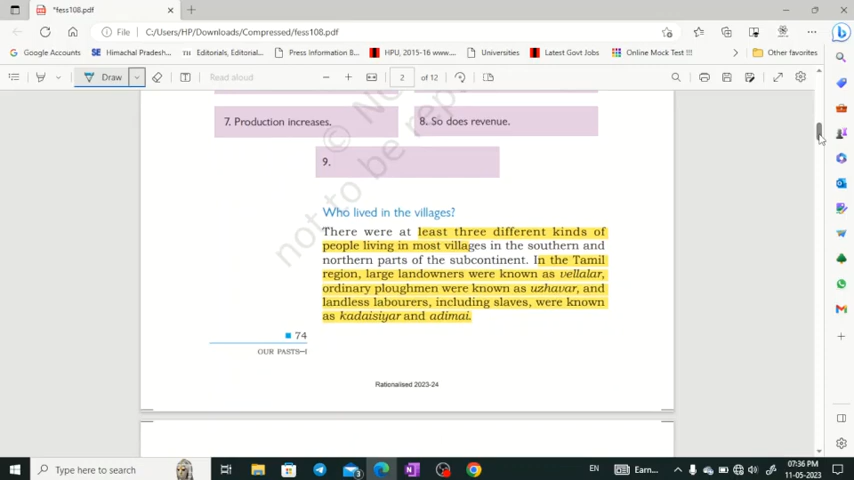 *fess108.pdf
File
C:/Users/HP/Downloads/Compressed/fess108.pdf
Google Accounts
Himachal Pradesh...
Editorials, Editorial...
Press Information B...
HPU, 2015-16 www....
Universities
Latest Govt Jobs
Online Mock Test !!!
Other favorites
Draw
Read aloud
2 of 12
7. Production increases.
8. So does revenue.
9.
not to be rep
Who lived in the villages?
There were at least three different kinds of
people living in most villages in the southern and
northern parts of the subcontinent. In the Tamil
region, large landowners were known as vellalar,
ordinary ploughmen were known as uzhavar, and
landless labourers, including slaves, were known
as kadaisiyar and adimai.
74
OUR PASTS–I
Rationalised 2023-24
Type here to search
EN
Earn...
07:36 PM
11-05-2023